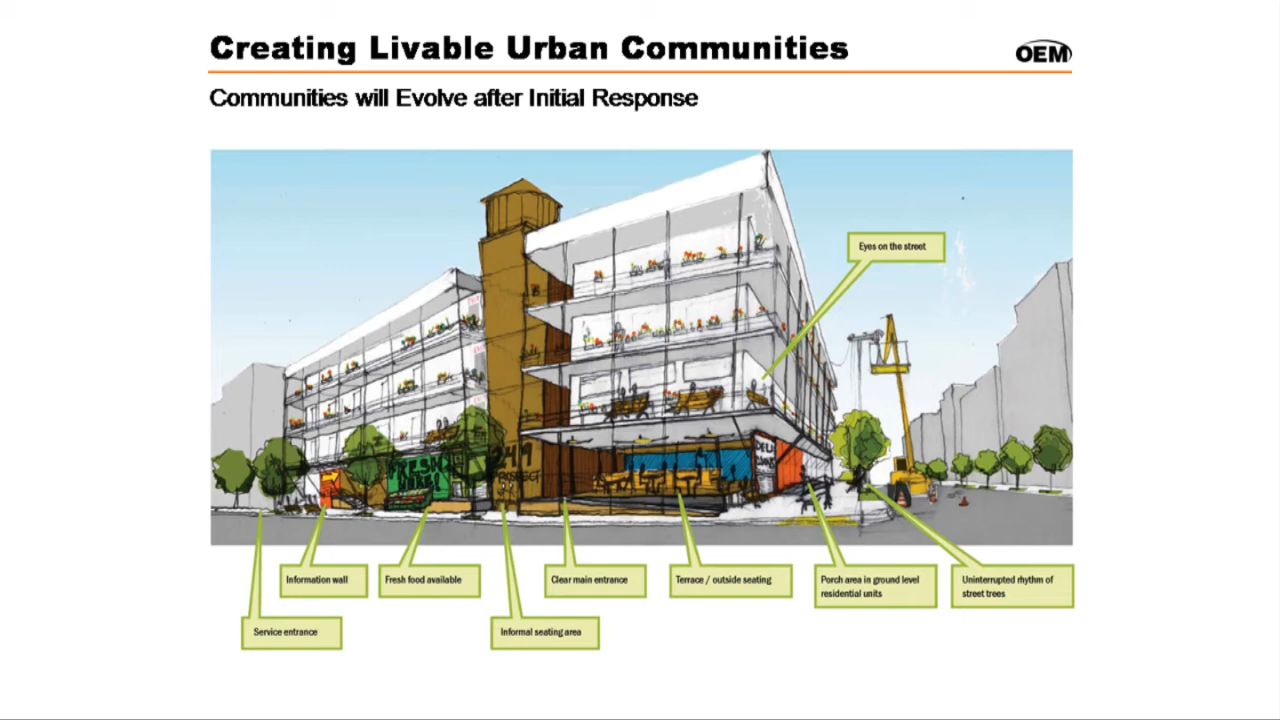 Creating Livable Urban Communities
OEM
Communities will Evolve after Initial Response
Eyes on the street
FRESH
DELI
Information wall
Fresh food available
Clear main entrance
Terrace / outside seating
Porch area in ground level
residential units
Uninterrupted rhythm of
street trees
Service entrance
Informal seating area